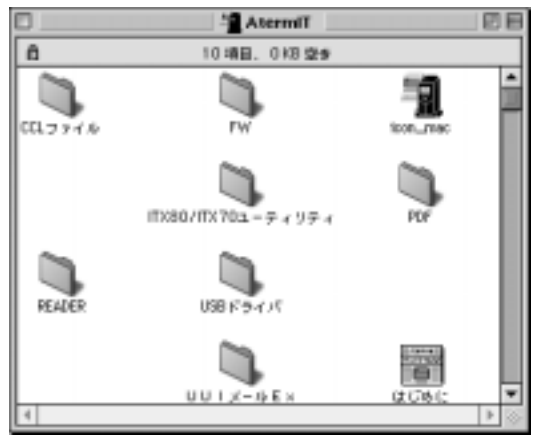 AtermIT
10 項目、0 KB 空き
CCLファイル
FW
icon_mac
ITX80/ITX70ユーティリティ
PDF
READER
USBドライバ
UUIメールEx
はじめに